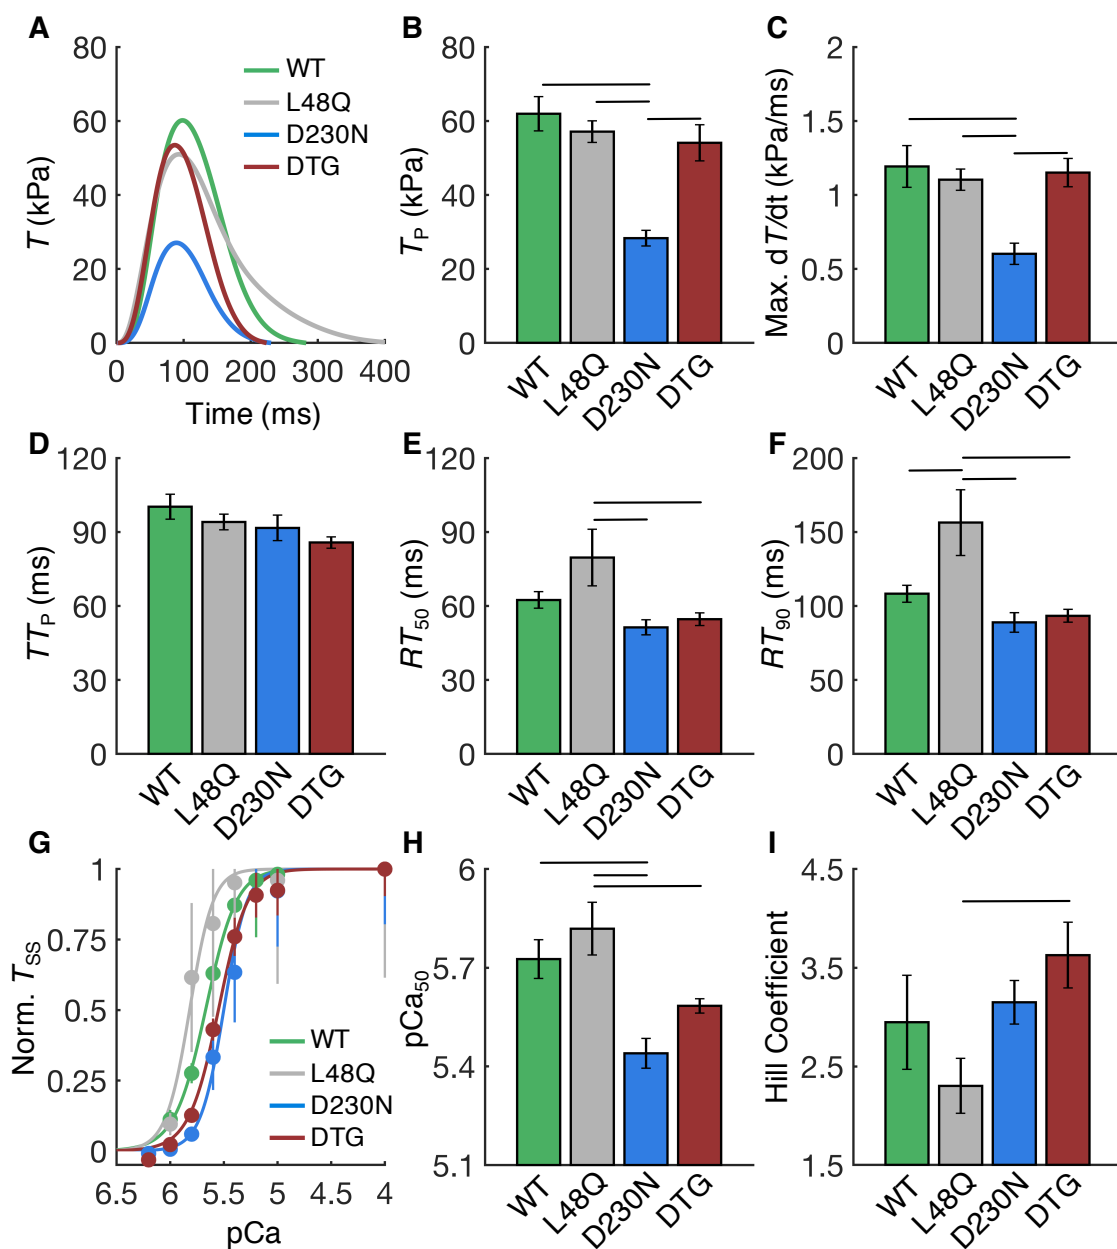 A
80
60
40
20
0
T (kPa)
0 100 200 300 400
Time (ms)
WT
L48Q
D230N
DTG
B
80
60
40
20
0
TP (kPa)
WT L48Q D230N DTG
C
2
1.5
1
0.5
0
Max. dT/dt (kPa/ms)
WT L48Q D230N DTG
D
120
90
60
30
0
TTP (ms)
WT L48Q D230N DTG
E
120
90
60
30
0
RT50 (ms)
WT L48Q D230N DTG
F
200
150
100
50
0
RT90 (ms)
WT L48Q D230N DTG
G
1
0.75
0.5
0.25
0
Norm. TSS
6.5 6 5.5 5 4.5 4
pCa
WT
L48Q
D230N
DTG
H
6
5.7
5.4
5.1
pCa50
WT L48Q D230N DTG
I
4.5
3.5
2.5
1.5
Hill Coefficient
WT L48Q D230N DTG